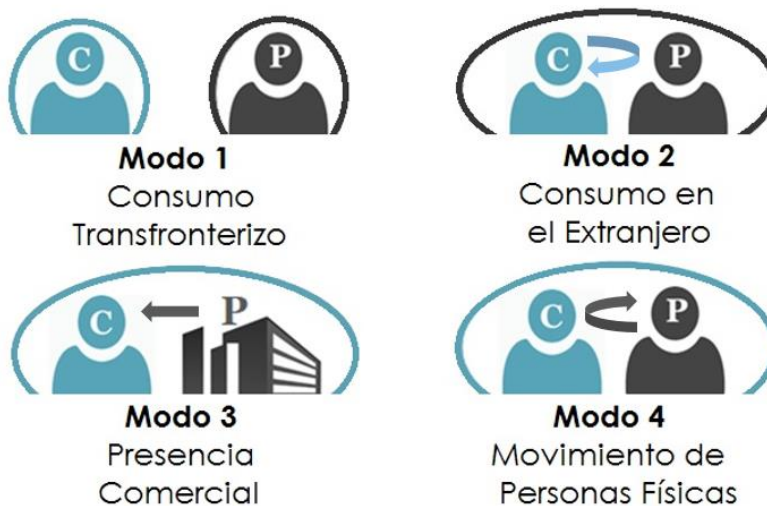 C P
Modo 1
Consumo
Transfronterizo
C P
Modo 2
Consumo en
el Extranjero
C P
Modo 3
Presencia
Comercial
C P
Modo 4
Movimiento de
Personas Físicas